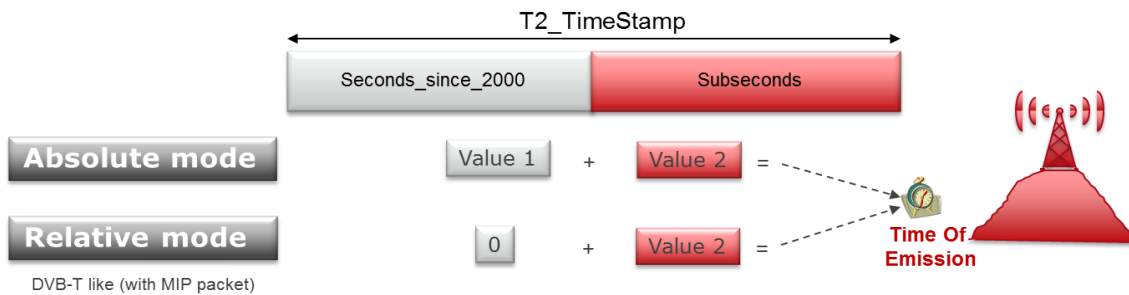 T2_TimeStamp
Seconds_since_2000
Subseconds
Absolute mode
Value 1 + Value 2 =
Relative mode
0 + Value 2 =
Time Of
Emission
DVB-T like (with MIP packet)